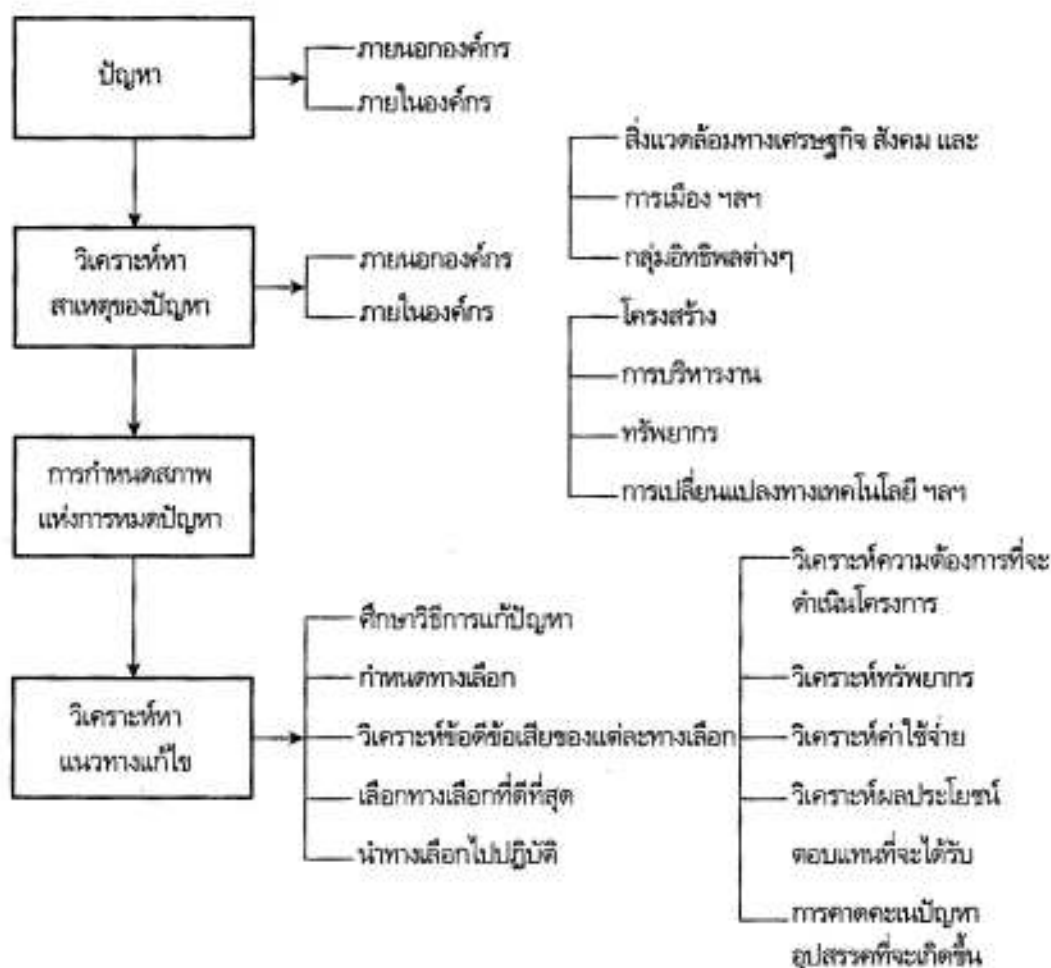 ปัญหา
ภายนอกองค์กร
ภายในองค์กร
วิเคราะห์หา
สาเหตุของปัญหา
ภายนอกองค์กร
ภายในองค์กร
สิ่งแวดล้อมทางเศรษฐกิจ สังคม และ
การเมือง ฯลฯ
กลุ่มอิทธิพลต่างๆ
โครงสร้าง
การบริหารงาน
ทรัพยากร
การเปลี่ยนแปลงทางเทคโนโลยี ฯลฯ
การกำหนดสภาพ
แห่งการหมดปัญหา
วิเคราะห์หา
แนวทางแก้ไข
ศึกษาวิธีการแก้ปัญหา
กำหนดทางเลือก
วิเคราะห์ข้อดีข้อเสียของแต่ละทางเลือก
เลือกทางเลือกที่ดีที่สุด
นำทางเลือกไปปฏิบัติ
วิเคราะห์ความต้องการที่จะ
ดำเนินโครงการ
วิเคราะห์ทรัพยากร
วิเคราะห์ค่าใช้จ่าย
วิเคราะห์ผลประโยชน์
ตอบแทนที่จะได้รับ
การคาดคะเนปัญหา
อุปสรรคที่จะเกิดขึ้น